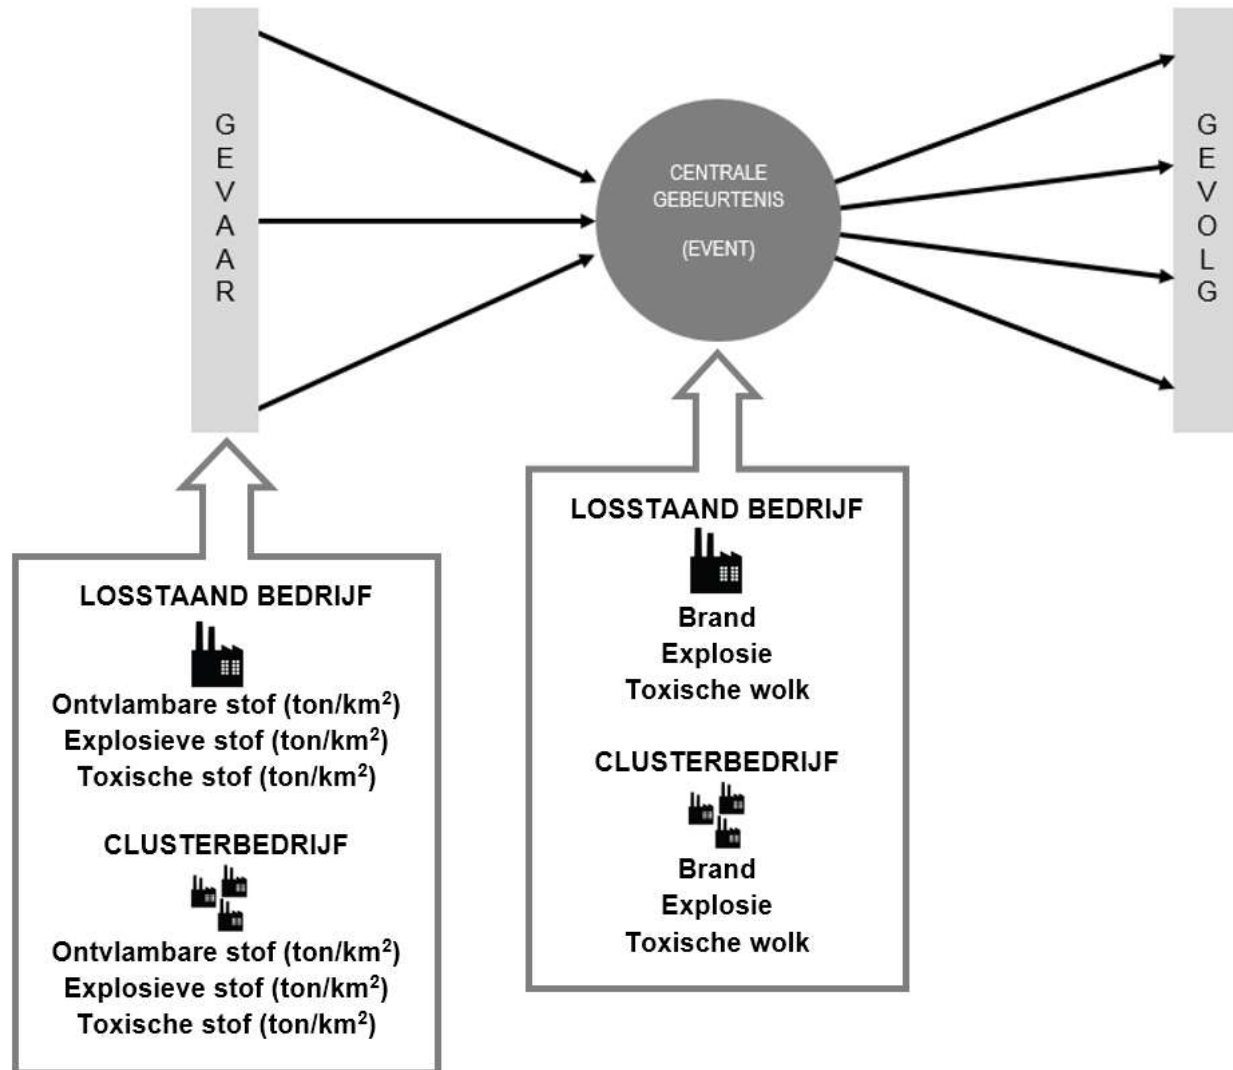 GEVAAR
CENTRALE
GEBEURTENIS
(EVENT)
GEVOLG
LOSSTAAND BEDRIJF
Ontvlambare stof (ton/km²)
Explosieve stof (ton/km²)
Toxische stof (ton/km²)
CLUSTERBEDRIJF
Ontvlambare stof (ton/km²)
Explosieve stof (ton/km²)
Toxische stof (ton/km²)
LOSSTAAND BEDRIJF
Brand
Explosie
Toxische wolk
CLUSTERBEDRIJF
Brand
Explosie
Toxische wolk